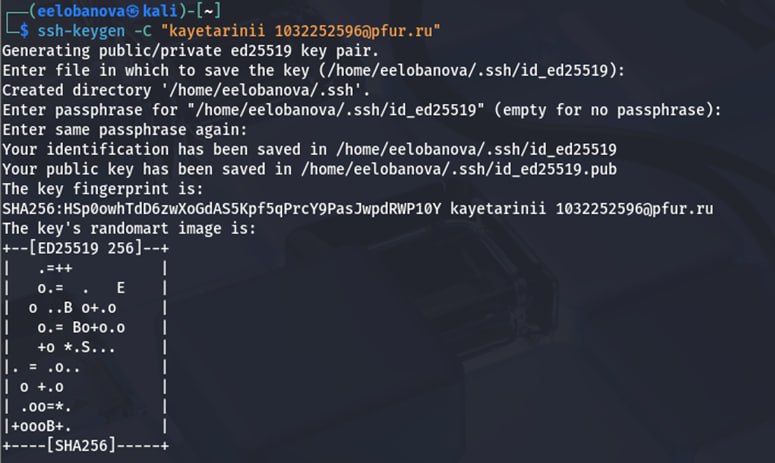 ┌──(eelobanova㉿kali)-[~]
└─$ ssh-keygen -C "kayetarinii 1032252596@pfur.ru"
Generating public/private ed25519 key pair.
Enter file in which to save the key (/home/eelobanova/.ssh/id_ed25519):
Created directory '/home/eelobanova/.ssh'.
Enter passphrase for "/home/eelobanova/.ssh/id_ed25519" (empty for no passphrase):
Enter same passphrase again:
Your identification has been saved in /home/eelobanova/.ssh/id_ed25519
Your public key has been saved in /home/eelobanova/.ssh/id_ed25519.pub
The key fingerprint is:
SHA256:HSp0owhTdD6zwXoGdAS5Kpf5qPrcY9PasJwpdRWP10Y kayetarinii 1032252596@pfur.ru
The key's randomart image is:
+--[ED25519 256]--+
|   .=++          |
|   o.=  .   E    |
|  o ..B o+.o     |
|   o.= Bo+o.o    |
|   +o *.S...     |
|. = .o..         |
| o +.o           |
| .oo=*.          |
|+oooB+.          |
+----[SHA256]-----+